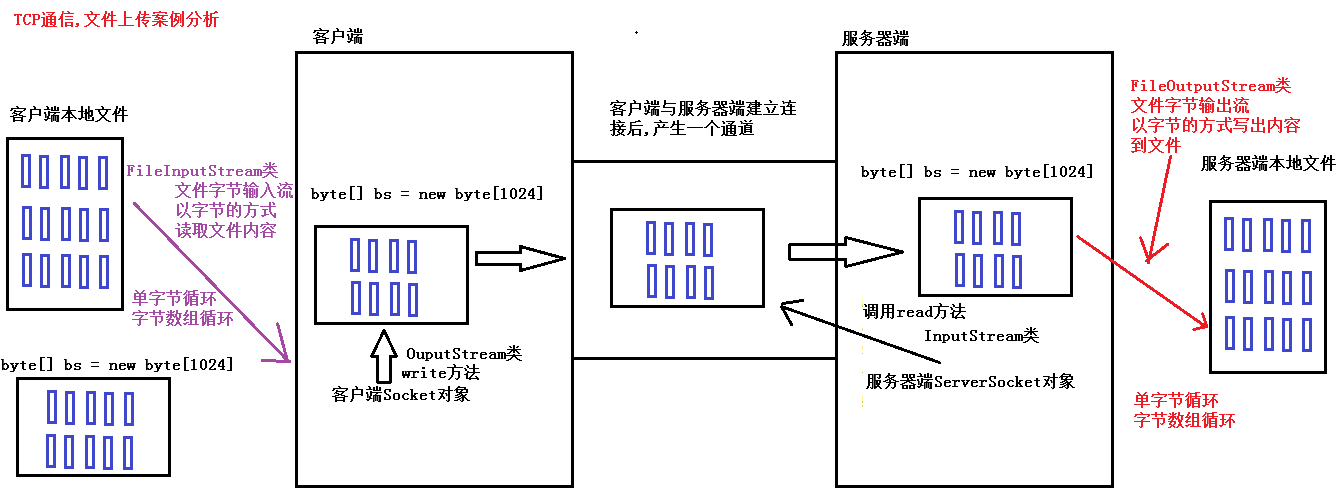 TCP通信,文件上传案例分析
客户端
服务器端
客户端本地文件
FileInputStream类
文件字节输入流
以字节的方式
读取文件内容
单字节循环
字节数组循环
byte[] bs = new byte[1024]
byte[] bs = new byte[1024]
OuputStream类
write方法
客户端Socket对象
客户端与服务器端建立连
接后,产生一个通道
byte[] bs = new byte[1024]
调用read方法
InputStream类
服务器端ServerSocket对象
FileOutputStream类
文件字节输出流
以字节的方式写出内容
到文件
服务器端本地文件
单字节循环
字节数组循环